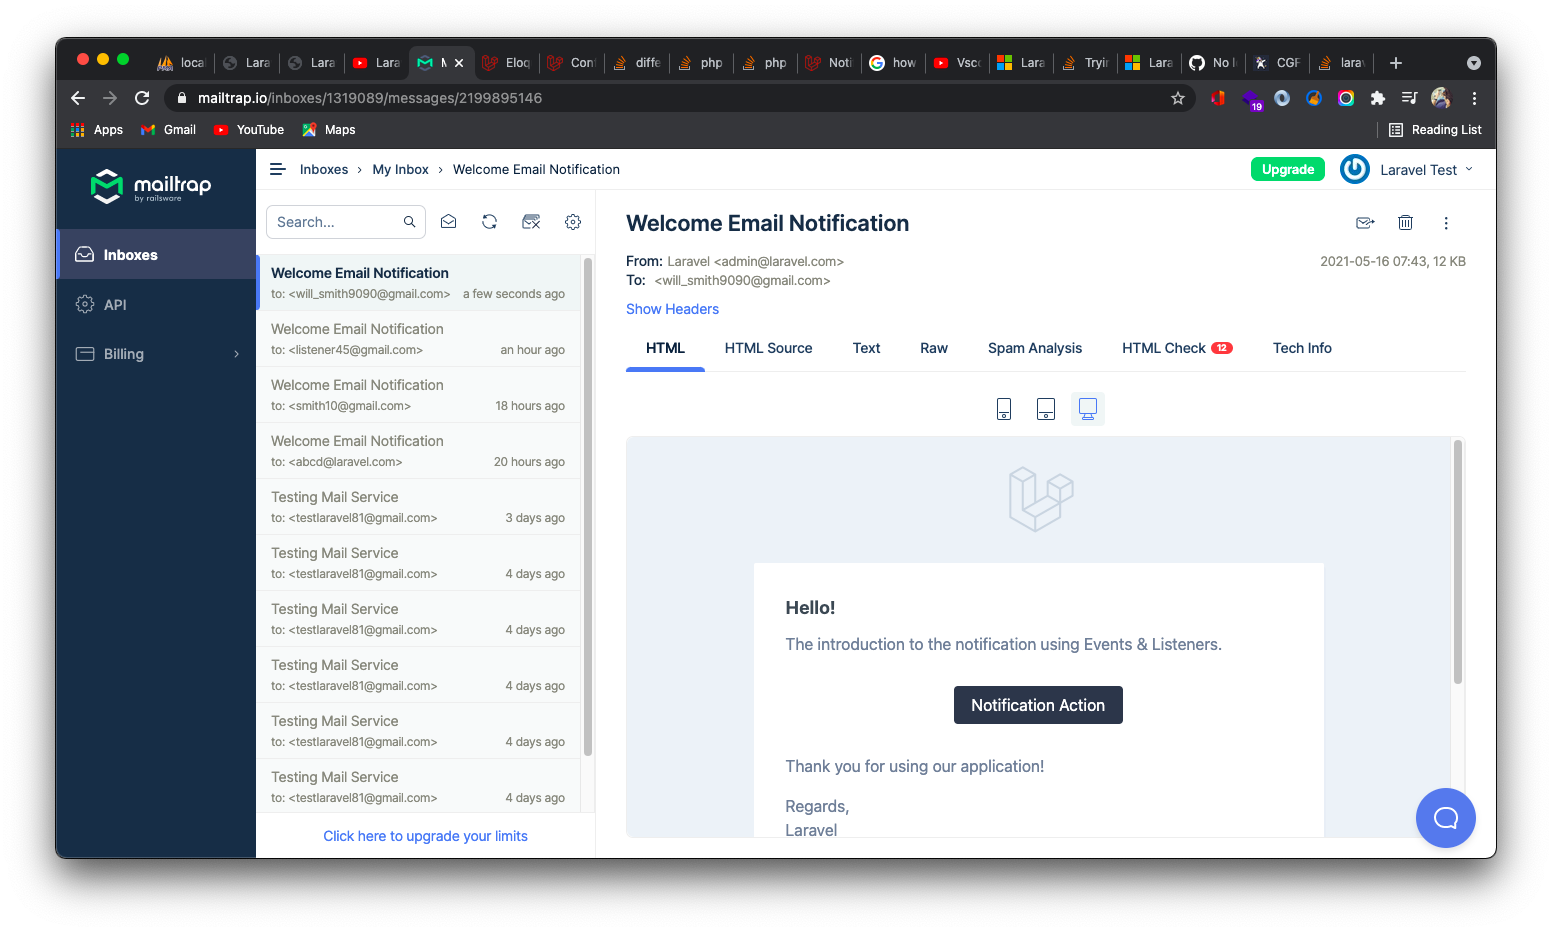 loca
Lara
Lara
Lara
Eloq
Conf
diffe
php
php
Noti
how
Vsco
Lara
Tryin
Lara
No l
CGF
lara
mailtrap.io/inboxes/1319089/messages/2199895146
19
Apps
Gmail
YouTube
Maps
Reading List
mailtrap
by railsware
Inboxes › My Inbox › Welcome Email Notification
Upgrade
Laravel Test
Inboxes
API
Billing
Search...
Welcome Email Notification
to: <will_smith9090@gmail.com> a few seconds ago
Welcome Email Notification
to: <listener45@gmail.com> an hour ago
Welcome Email Notification
to: <smith10@gmail.com> 18 hours ago
Welcome Email Notification
to: <abcd@laravel.com> 20 hours ago
Testing Mail Service
to: <testlaravel81@gmail.com> 3 days ago
Testing Mail Service
to: <testlaravel81@gmail.com> 4 days ago
Testing Mail Service
to: <testlaravel81@gmail.com> 4 days ago
Testing Mail Service
to: <testlaravel81@gmail.com> 4 days ago
Testing Mail Service
to: <testlaravel81@gmail.com> 4 days ago
Testing Mail Service
to: <testlaravel81@gmail.com> 4 days ago
Click here to upgrade your limits
Welcome Email Notification
From: Laravel <admin@laravel.com>
2021-05-16 07:43, 12 KB
To: <will_smith9090@gmail.com>
Show Headers
HTML
HTML Source
Text
Raw
Spam Analysis
HTML Check 12
Tech Info
Hello!
The introduction to the notification using Events & Listeners.
Notification Action
Thank you for using our application!
Regards,
Laravel